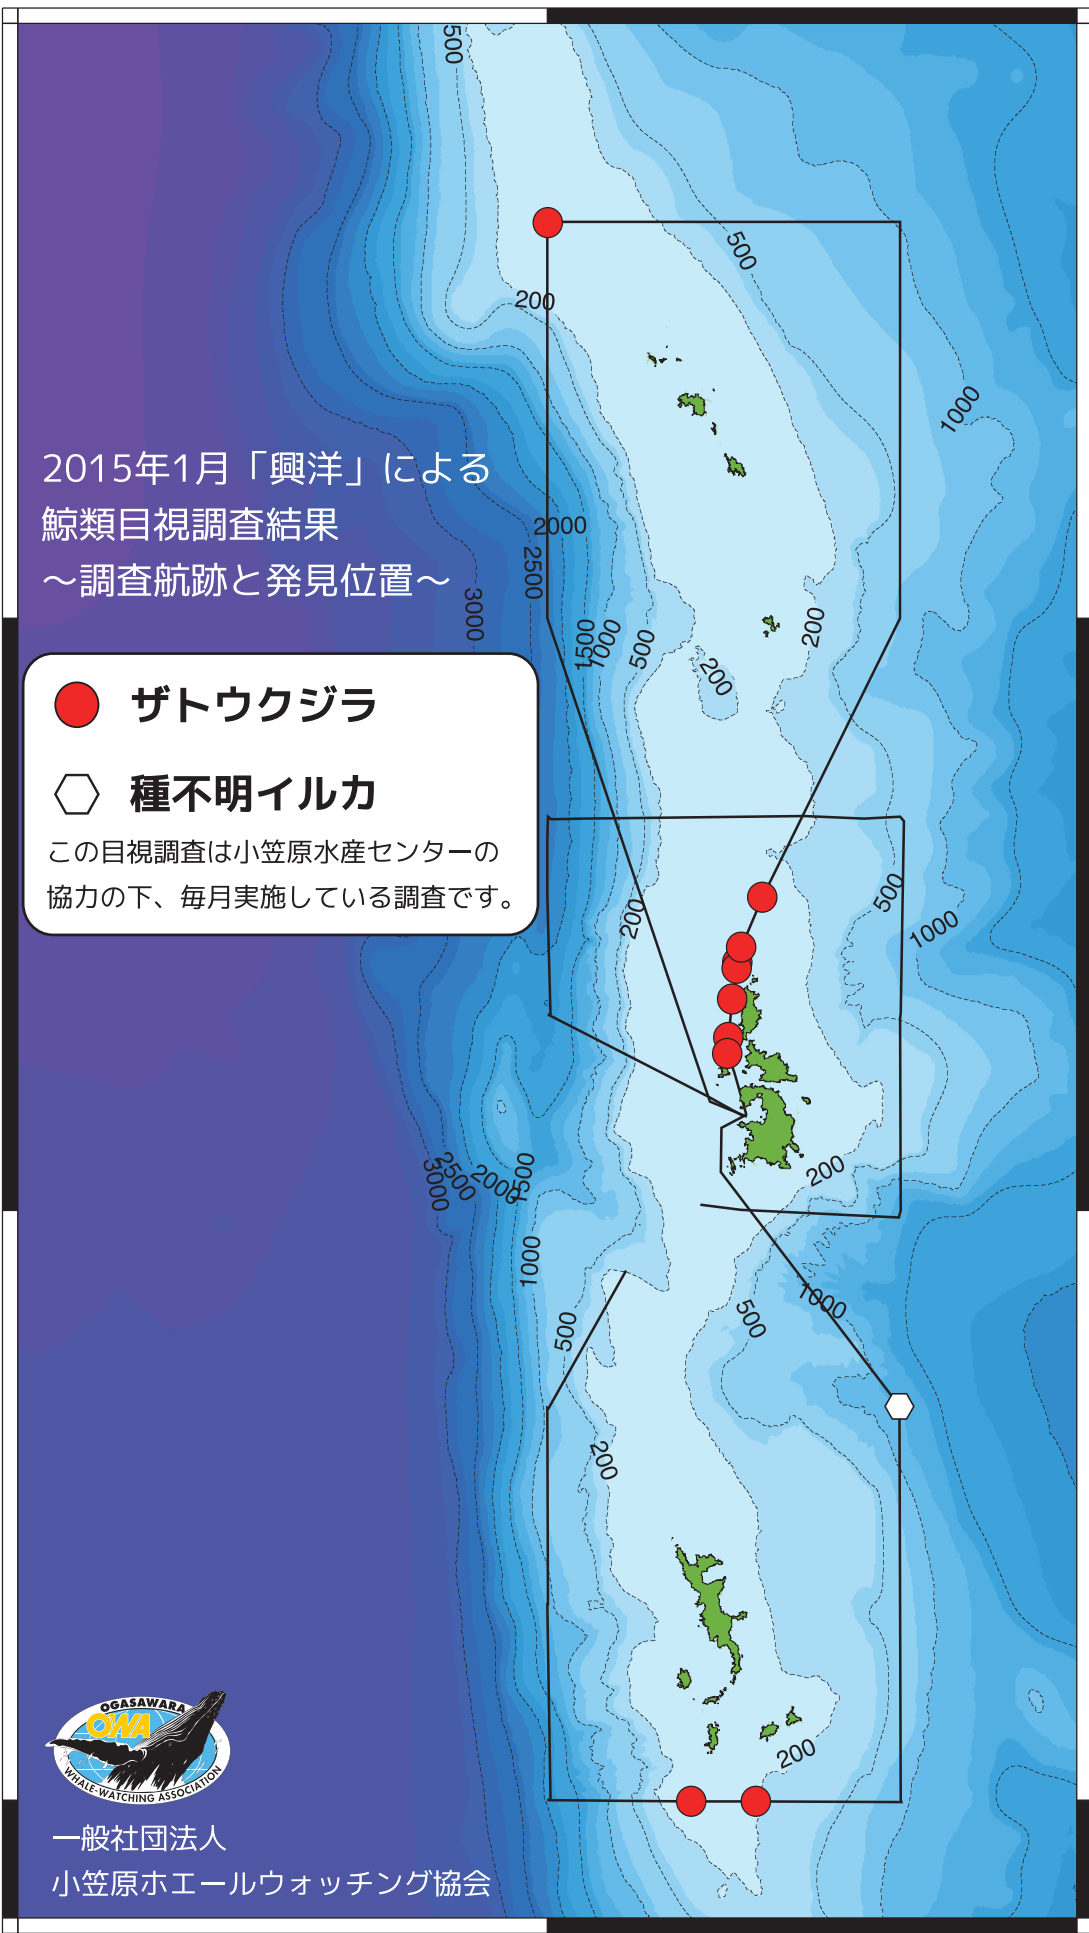 500
500
200
1000
2015年1月「興洋」による
鯨類目視調査結果
～調査航跡と発見位置～
2000
2500
3000
1500
1000
500
200
200
ザトウクジラ
種不明イルカ
この目視調査は小笠原水産センターの
協力の下、毎月実施している調査です。
200
500
1000
3000
2500
2000
1500
200
1000
500
500
1000
200
200
OGASAWARA
OWA
WHALE-WATCHING ASSOCIATION
一般社団法人
小笠原ホエールウォッチング協会